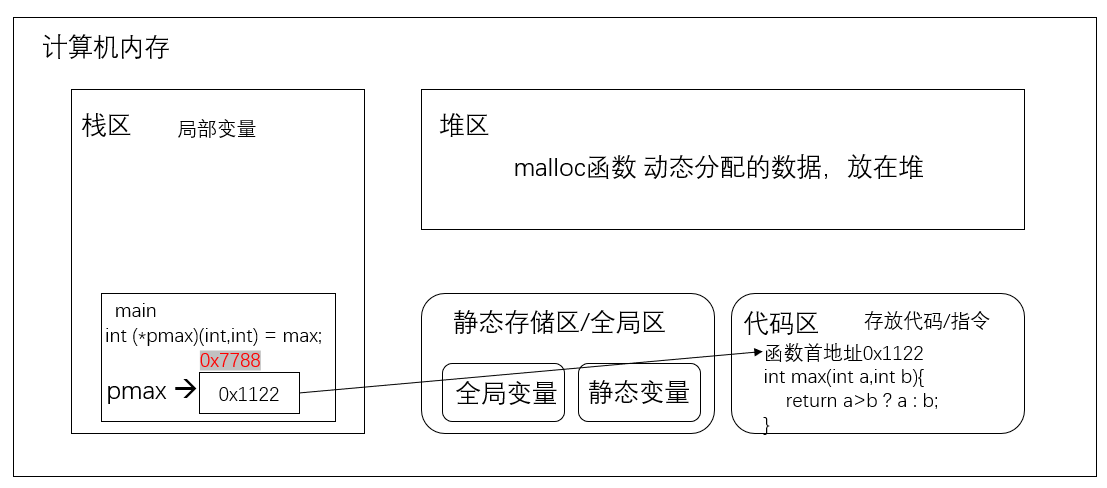 计算机内存
栈区 局部变量
堆区
malloc函数 动态分配的数据，放在堆
main
int (*pmax)(int,int) = max;
0x7788
pmax →
0x1122
静态存储区/全局区
全局变量
静态变量
代码区 存放代码/指令
函数首地址0x1122
int max(int a,int b){
return a>b ? a : b;
}